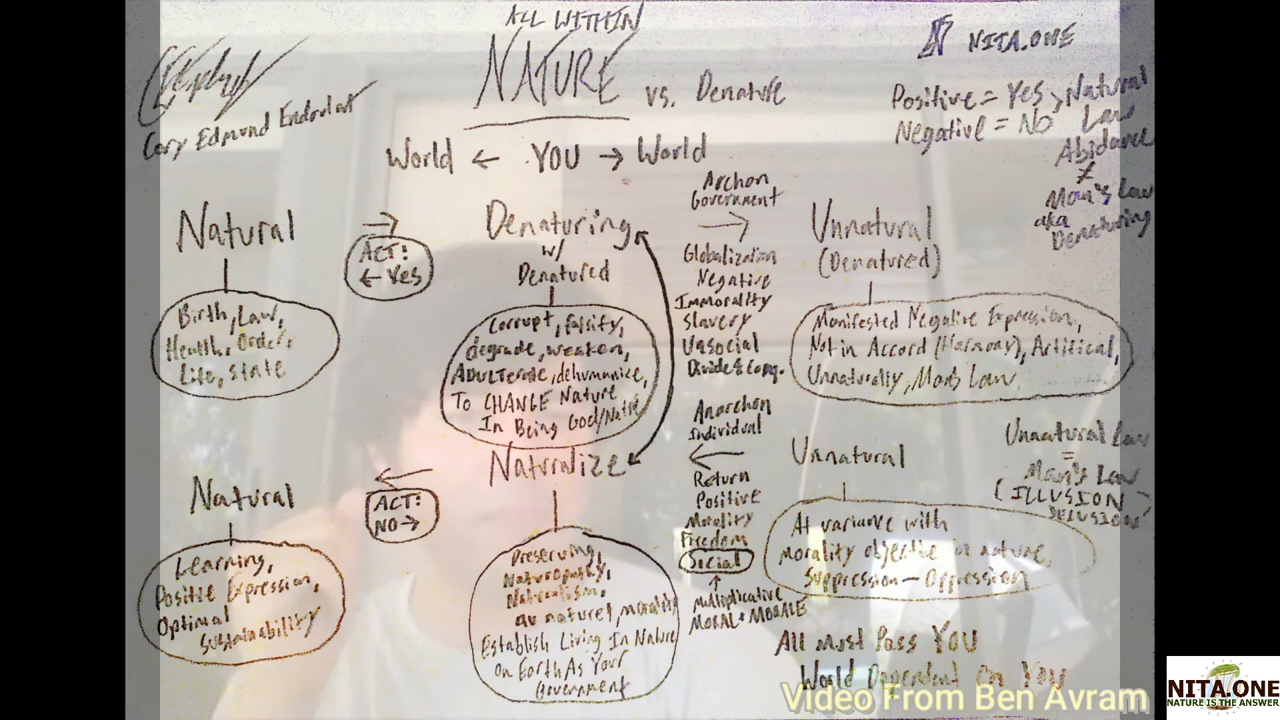 ALL WITHIN
NATURE vs. Denature
NITA.ONE
Cory Edmund Endrulat
Positive = Yes > Natural
Negative = NO Law
Abidance
≠
Man's Law
aka
Denaturing
World ← YOU → World
Natural
→
ACT:
← Yes
Birth, Law,
Health, Order,
Life, State
Denaturing
w/
Denatured
Corrupt, falsify,
degrade, weaken,
ADULTERATE, dehumanize,
To CHANGE Nature
In Being God/Nature
Archon
Government
→
Globalization
Negative
Immorality
Slavery
Unsocial
Divide & Conq.
Unnatural
(Denatured)
Manifested Negative Expression,
Not in Accord (Harmony), Artificial,
Unnaturally, Man's Law
Natural
←
ACT:
NO →
Learning,
Positive Expression,
Optimal
Sustainability
Naturalize
Preserving,
Naturopathy,
Naturalism,
au naturel, morality
Establish Living In Nature
On Earth As Your
Government
Anarchon
Individual
←
Return
Positive
Morality
Freedom
Social
↑
Multiplicative
MORAL + MORALS
Unnatural
At variance with
morality objective in nature,
Suppression - Oppression
Unnatural Law
=
Man's Law
(ILLUSION
DELUSION)
All Must Pass YOU
World Dependent On YOU
Video From Ben Avram
NITA.ONE
NATURE IS THE ANSWER